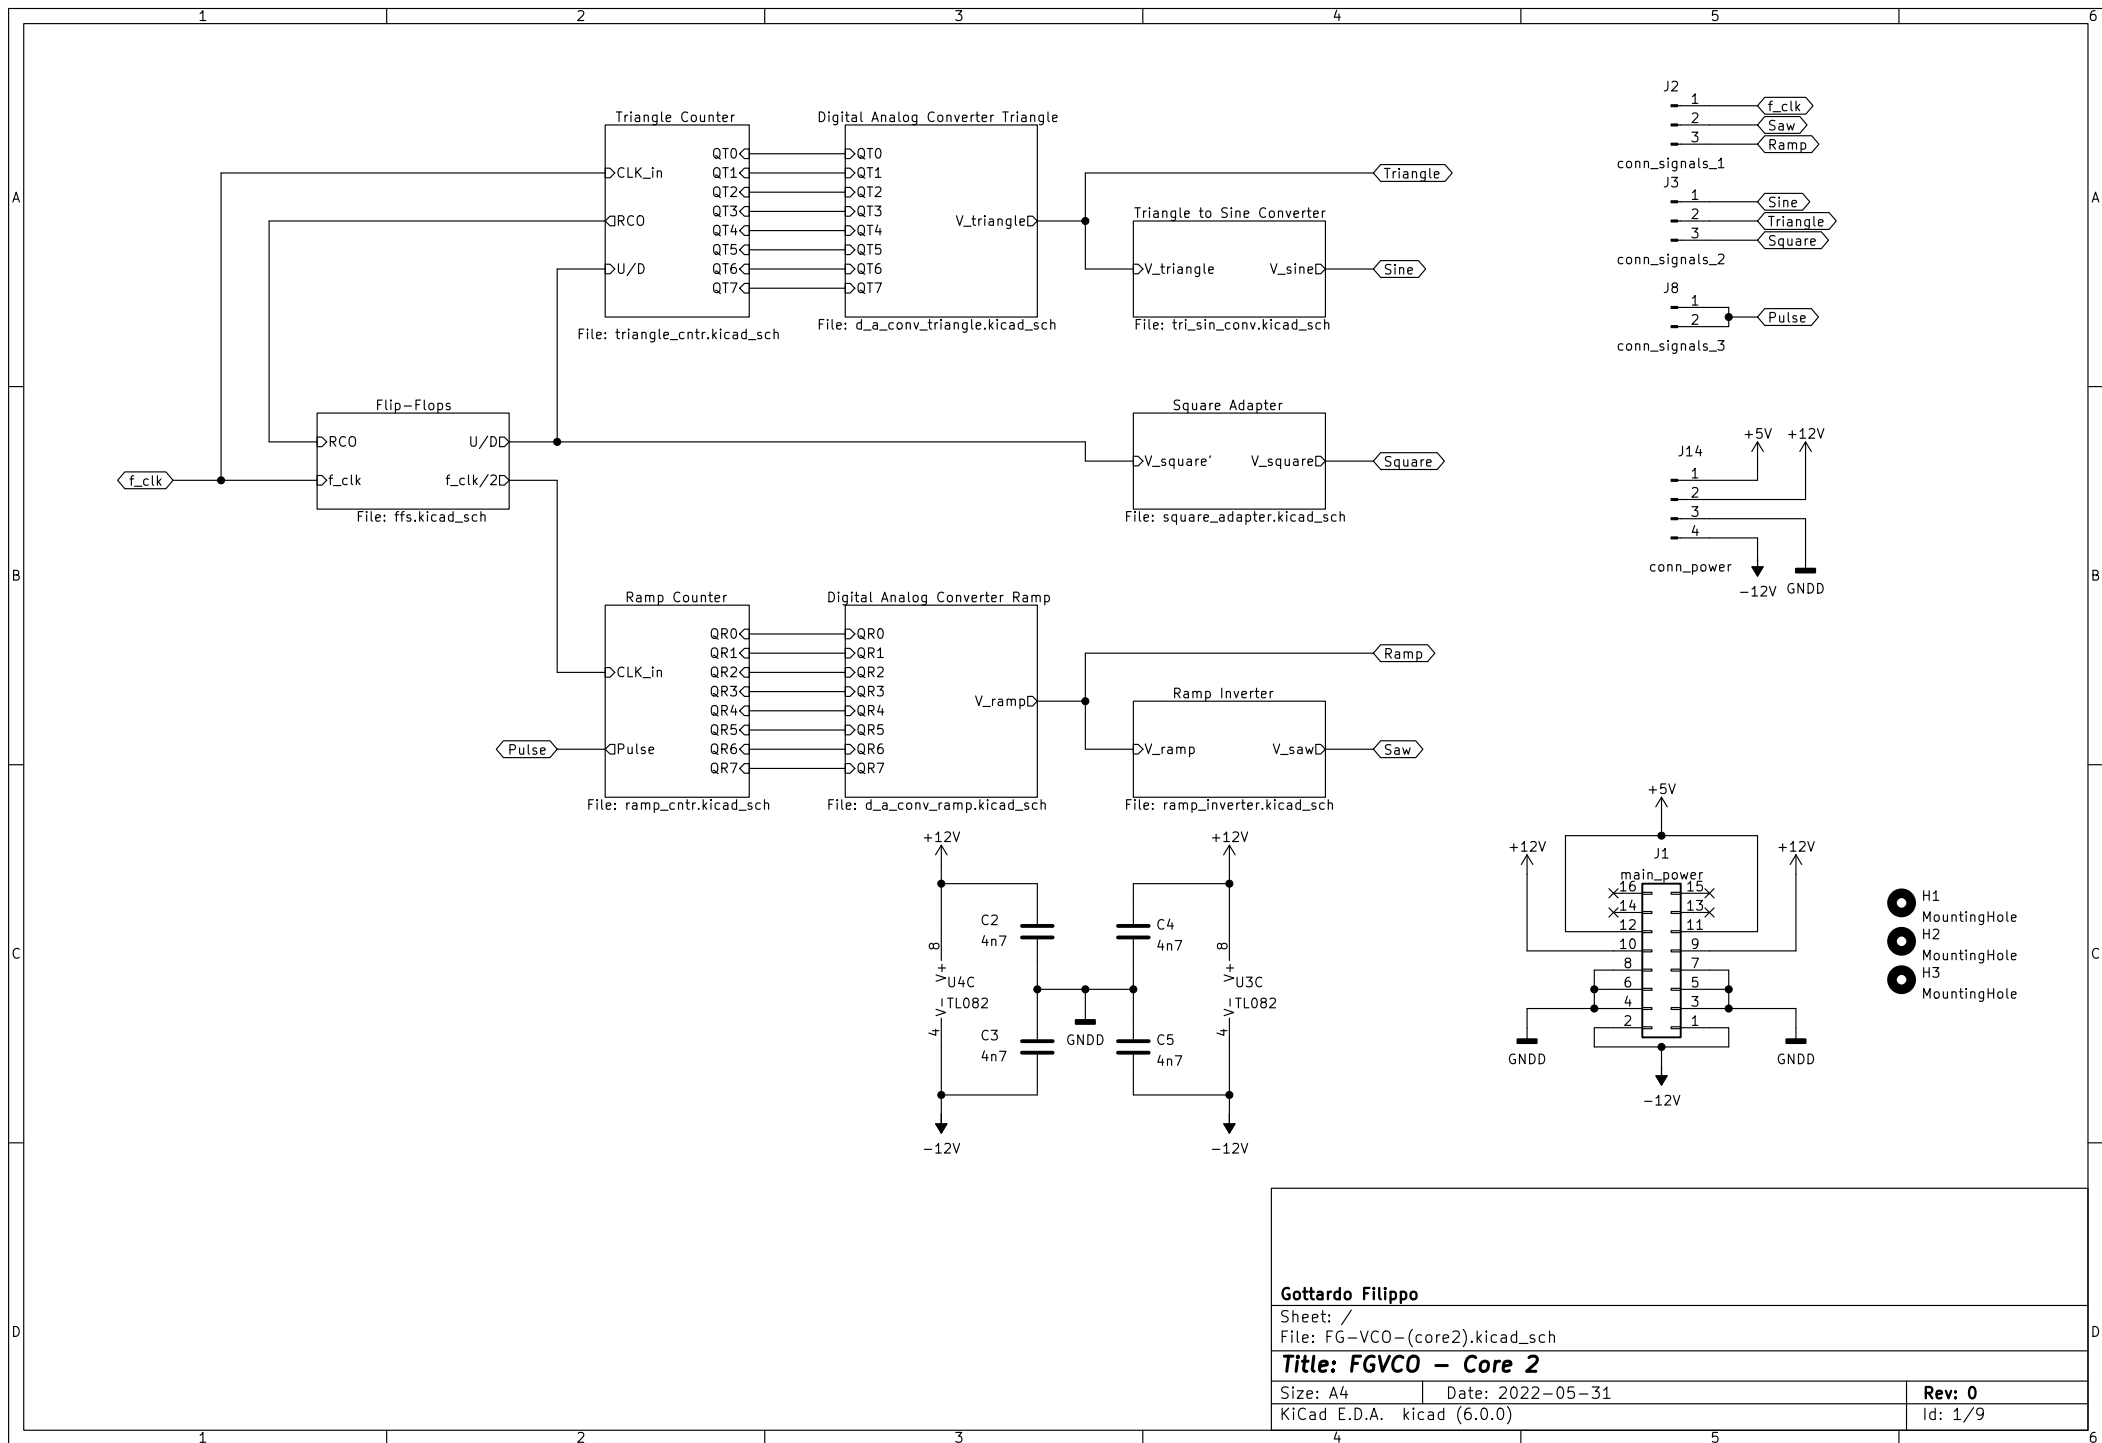 1 2 3 4 5 6
A
B
C
D
A
B
C
D
1 2 3 4 5 6
Triangle Counter
CLK_in
RCO
U/D
QT0
QT1
QT2
QT3
QT4
QT5
QT6
QT7
File: triangle_cntr.kicad_sch
Digital Analog Converter Triangle
QT0
QT1
QT2
QT3
QT4
QT5
QT6
QT7
V_triangle
File: d_a_conv_triangle.kicad_sch
Triangle
Triangle to Sine Converter
V_triangle
V_sine
Sine
File: tri_sin_conv.kicad_sch
Flip-Flops
RCO
f_clk
U/D
f_clk/2
File: ffs.kicad_sch
f_clk
Square Adapter
V_square'
V_square
Square
File: square_adapter.kicad_sch
Ramp Counter
CLK_in
Pulse
QR0
QR1
QR2
QR3
QR4
QR5
QR6
QR7
File: ramp_cntr.kicad_sch
Pulse
Digital Analog Converter Ramp
QR0
QR1
QR2
QR3
QR4
QR5
QR6
QR7
V_ramp
File: d_a_conv_ramp.kicad_sch
Ramp
Ramp Inverter
V_ramp
V_saw
Saw
File: ramp_inverter.kicad_sch
J2
1 f_clk
2 Saw
3 Ramp
conn_signals_1
J3
1 Sine
2 Triangle
3 Square
conn_signals_2
J8
1
2
Pulse
conn_signals_3
+5V +12V
J14
1
2
3
4
conn_power
-12V GNDD
+12V
8
V+
U4C
V-
TL082
4
-12V
C2
4n7
C3
4n7
GNDD
C4
4n7
C5
4n7
+12V
8
V+
U3C
V-
TL082
4
-12V
+5V
+12V
+12V
J1
main_power
16 15
14 13
12 11
10 9
8 7
6 5
4 3
2 1
GNDD
GNDD
-12V
H1
MountingHole
H2
MountingHole
H3
MountingHole
Gottardo Filippo
Sheet: /
File: FG-VCO-(core2).kicad_sch
Title: FGVCO - Core 2
Size: A4 Date: 2022-05-31 Rev: 0
KiCad E.D.A. kicad (6.0.0) Id: 1/9